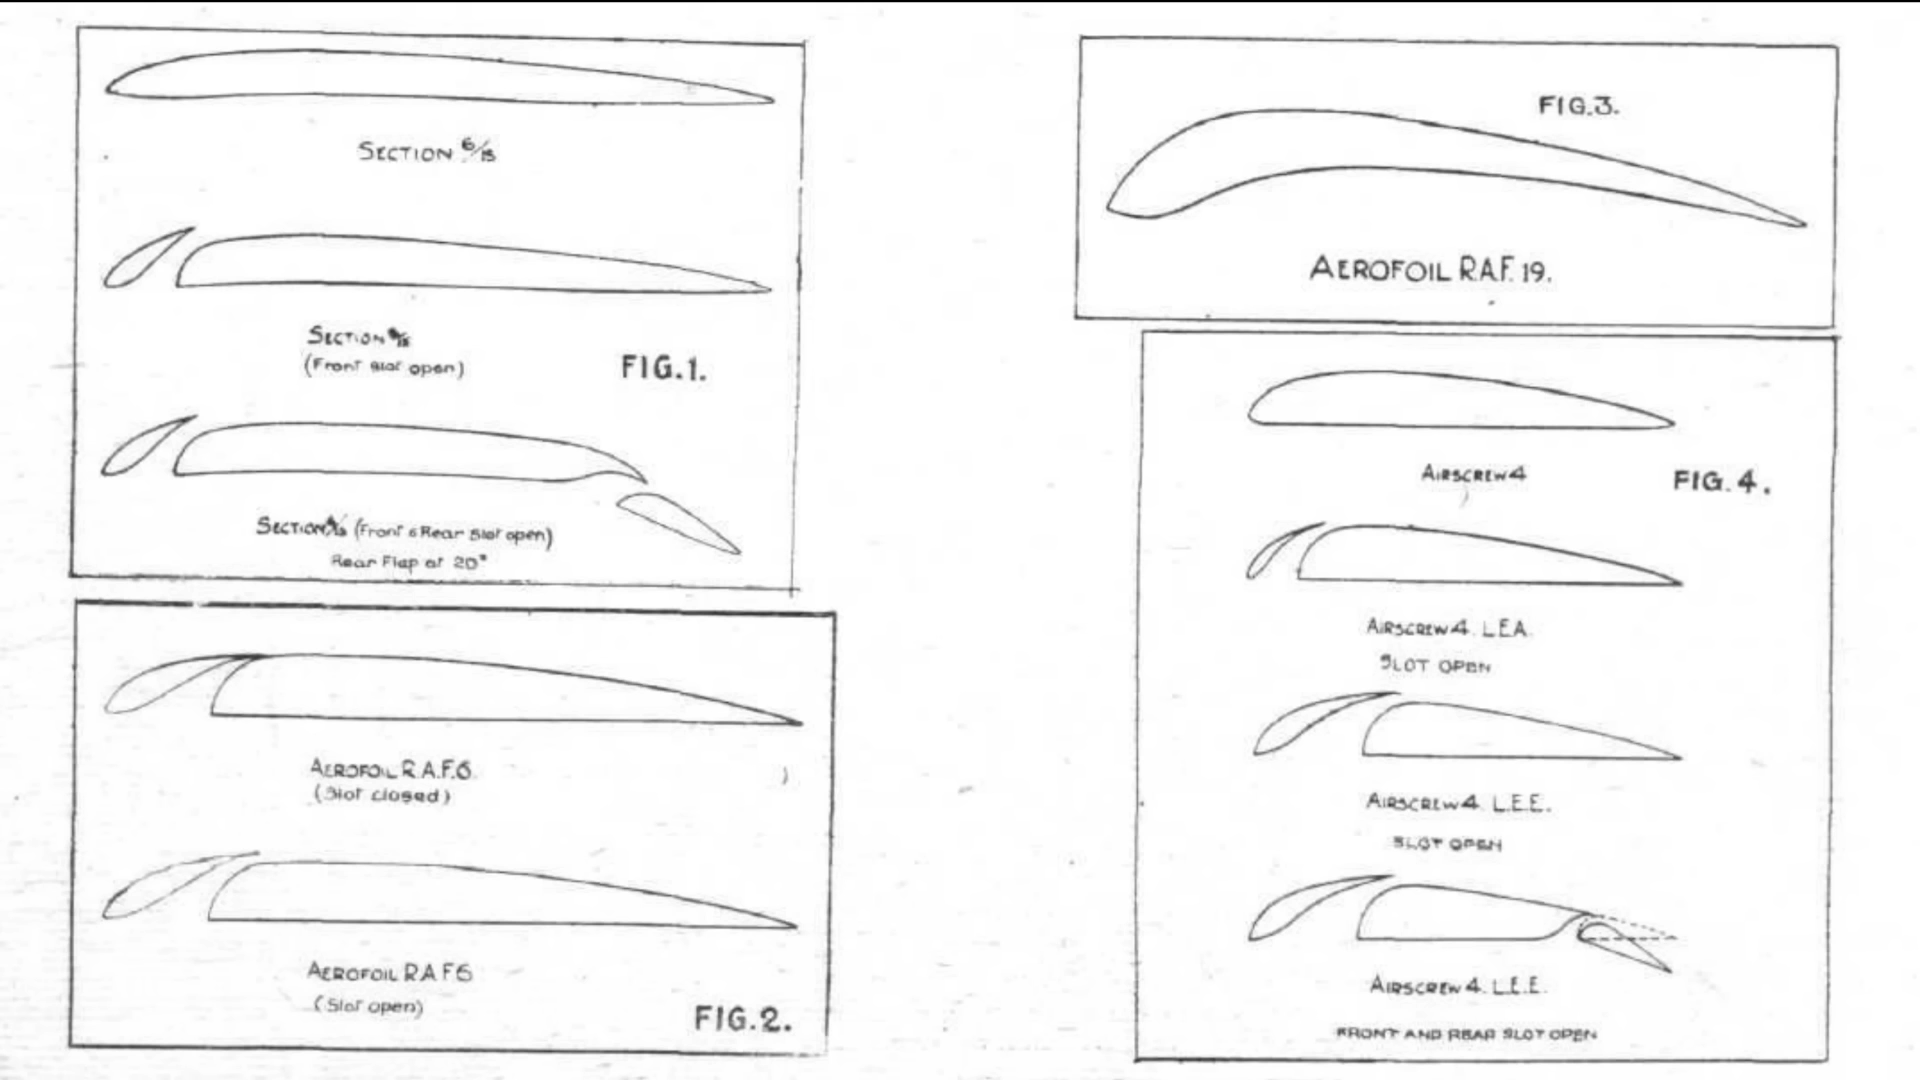 SECTION 6/15
SECTION 6/15
(Front slot open)
FIG.1.
SECTION 6/15 (Front & Rear Slot open)
Rear Flap at 20°
AEROFOIL R.A.F.6.
(Slot closed)
AEROFOIL R.A.F.6
(Slot open)
FIG.2.
FIG.3.
AEROFOIL R.A.F. 19.
AIRSCREW 4
FIG. 4.
AIRSCREW 4. L.E.A.
SLOT OPEN
AIRSCREW 4. L.E.E.
SLOT OPEN
AIRSCREW 4. L.E.E.
FRONT AND REAR SLOT OPEN